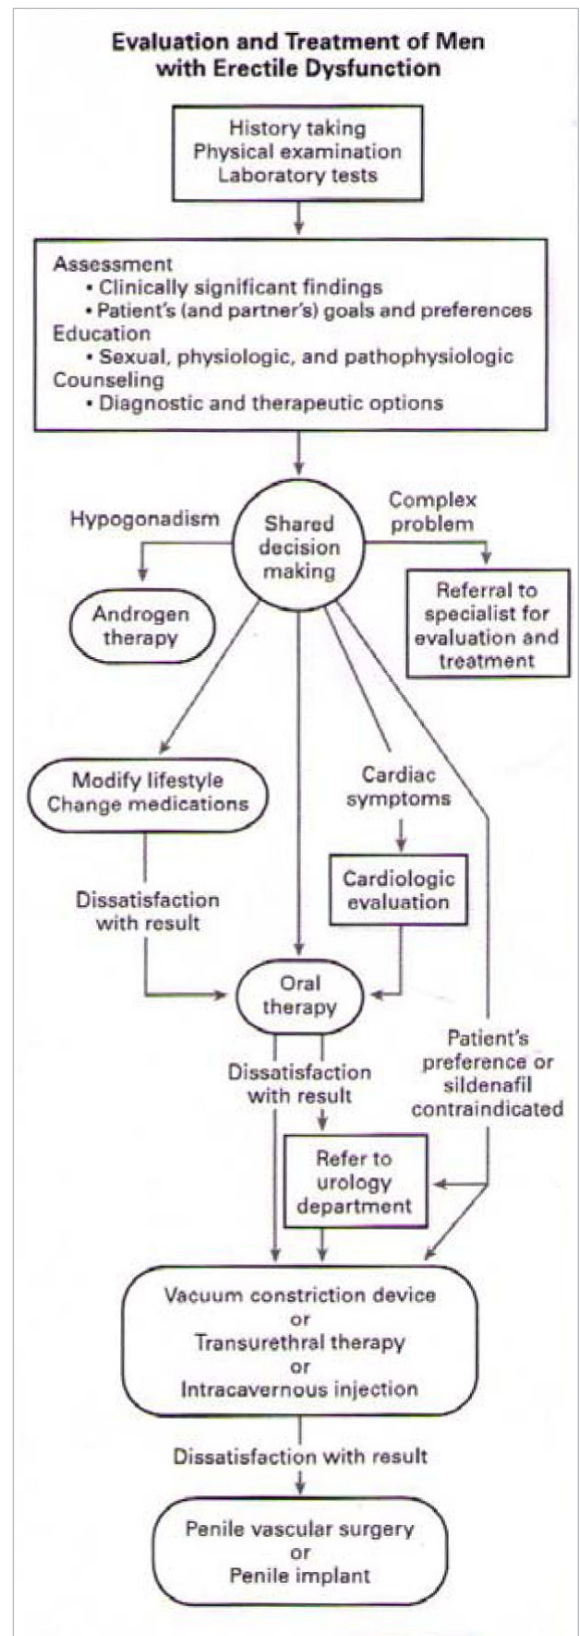 Evaluation and Treatment of Men
with Erectile Dysfunction
History taking
Physical examination
Laboratory tests
Assessment
• Clinically significant findings
• Patient's (and partner's) goals and preferences
Education
• Sexual, physiologic, and pathophysiologic
Counseling
• Diagnostic and therapeutic options
Hypogonadism
Shared
decision
making
Complex
problem
Androgen
therapy
Referral to
specialist for
evaluation and
treatment
Modify lifestyle
Change medications
Cardiac
symptoms
Cardiologic
evaluation
Dissatisfaction
with result
Oral
therapy
Dissatisfaction
with result
Patient's
preference or
sildenafil
contraindicated
Refer to
urology
department
Vacuum constriction device
or
Transurethral therapy
or
Intracavernous injection
Dissatisfaction with result
Penile vascular surgery
or
Penile implant